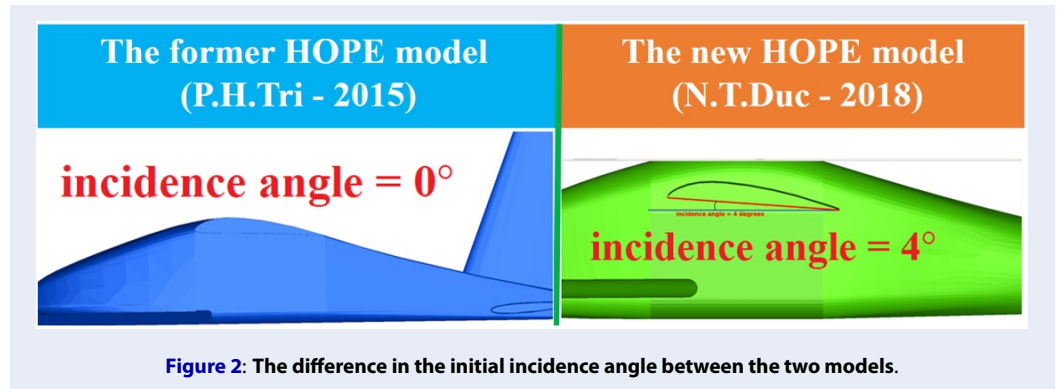 The former HOPE model
(P.H.Tri - 2015)
The new HOPE model
(N.T.Duc - 2018)
incidence angle = 0°
incidence angle = 4 degrees
incidence angle = 4°
Figure 2: The difference in the initial incidence angle between the two models.